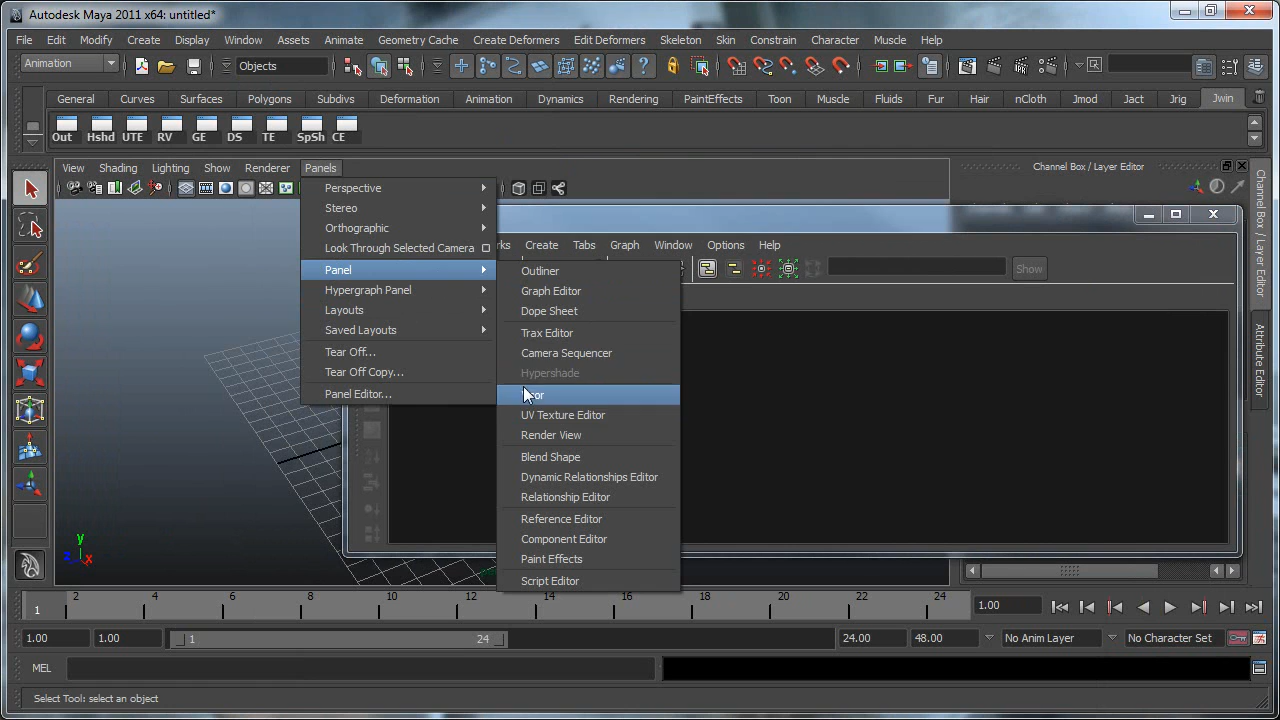 Autodesk Maya 2011 x64: untitled*
File Edit Modify Create Display Window Assets Animate Geometry Cache Create Deformers Edit Deformers Skeleton Skin Constrain Character Muscle Help
Animation Objects
General Curves Surfaces Polygons Subdivs Deformation Animation Dynamics Rendering PaintEffects Toon Muscle Fluids Fur Hair nCloth Jmod Jact Jrig Jwin
Out Hshd UTE RV GE DS TE SpSh CE
View Shading Lighting Show Renderer Panels
Channel Box / Layer Editor
Perspective
Stereo
Orthographic
Look Through Selected Camera
Panel
Hypergraph Panel
Layouts
Saved Layouts
Tear Off...
Tear Off Copy...
Panel Editor...
Create Tabs Graph Window Options Help
Show
Outliner
Graph Editor
Dope Sheet
Trax Editor
Camera Sequencer
Hypershade
UV Texture Editor
Render View
Blend Shape
Dynamic Relationships Editor
Relationship Editor
Reference Editor
Component Editor
Paint Effects
Script Editor
Channel Box / Layer Editor
Attribute Editor
y
z x
1 2 4 6 8 10 12 14 16 18 20 22 24 1.00
1.00 1.00 1 24 24.00 48.00 No Anim Layer No Character Set
MEL
Select Tool: select an object